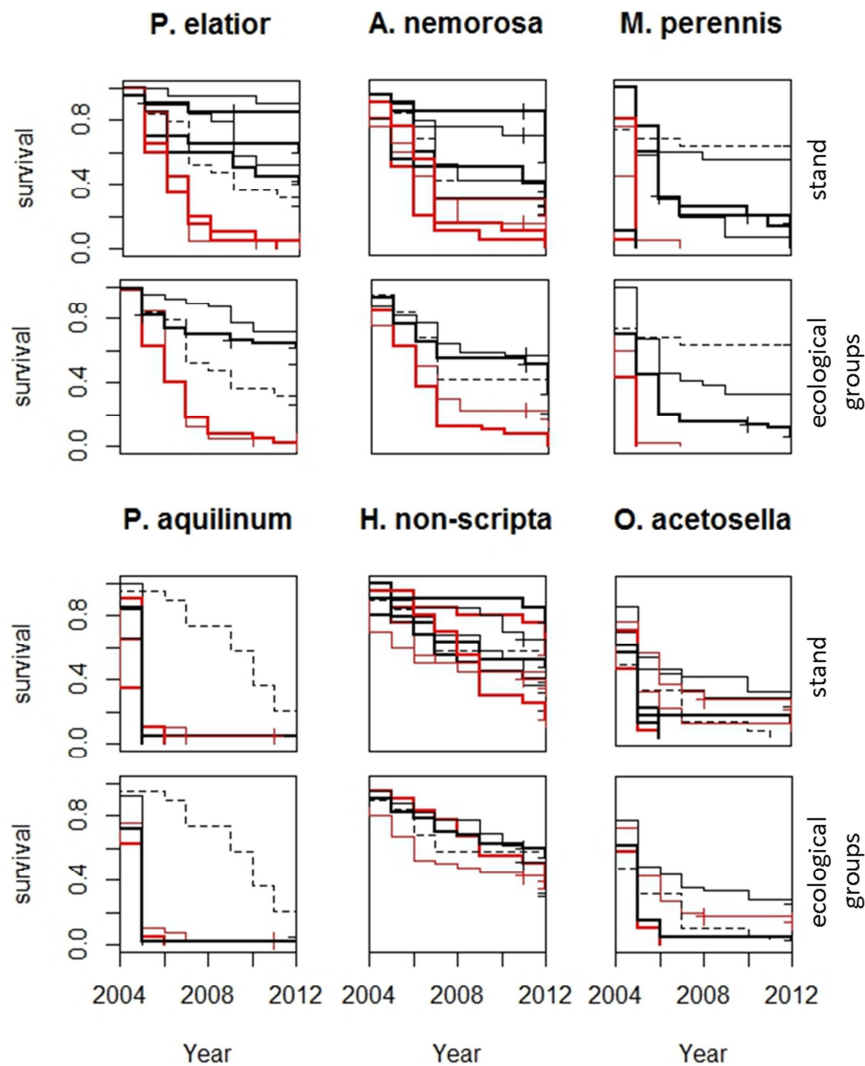 P. elatior
A. nemorosa
M. perennis
survival
0.0 0.4 0.8
stand
survival
0.0 0.4 0.8
ecological
groups
P. aquilinum
H. non-scripta
O. acetosella
survival
0.0 0.4 0.8
stand
survival
0.0 0.4 0.8
ecological
groups
2004 2008 2012
2004 2008 2012
2004 2008 2012
Year
Year
Year